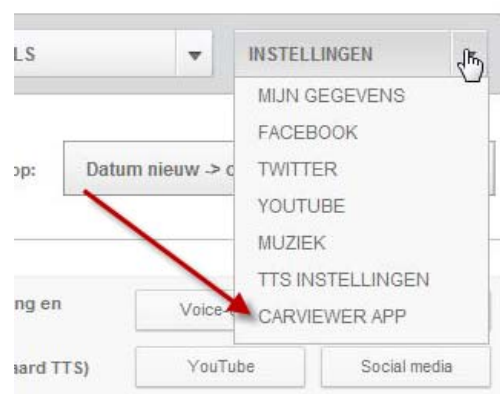 LS
INSTELLINGEN
MIJN GEGEVENS
FACEBOOK
op: Datum nieuw -> o
TWITTER
YOUTUBE
MUZIEK
TTS INSTELLINGEN
ng en
Voice-
CARVIEWER APP
aard TTS)
YouTube
Social media